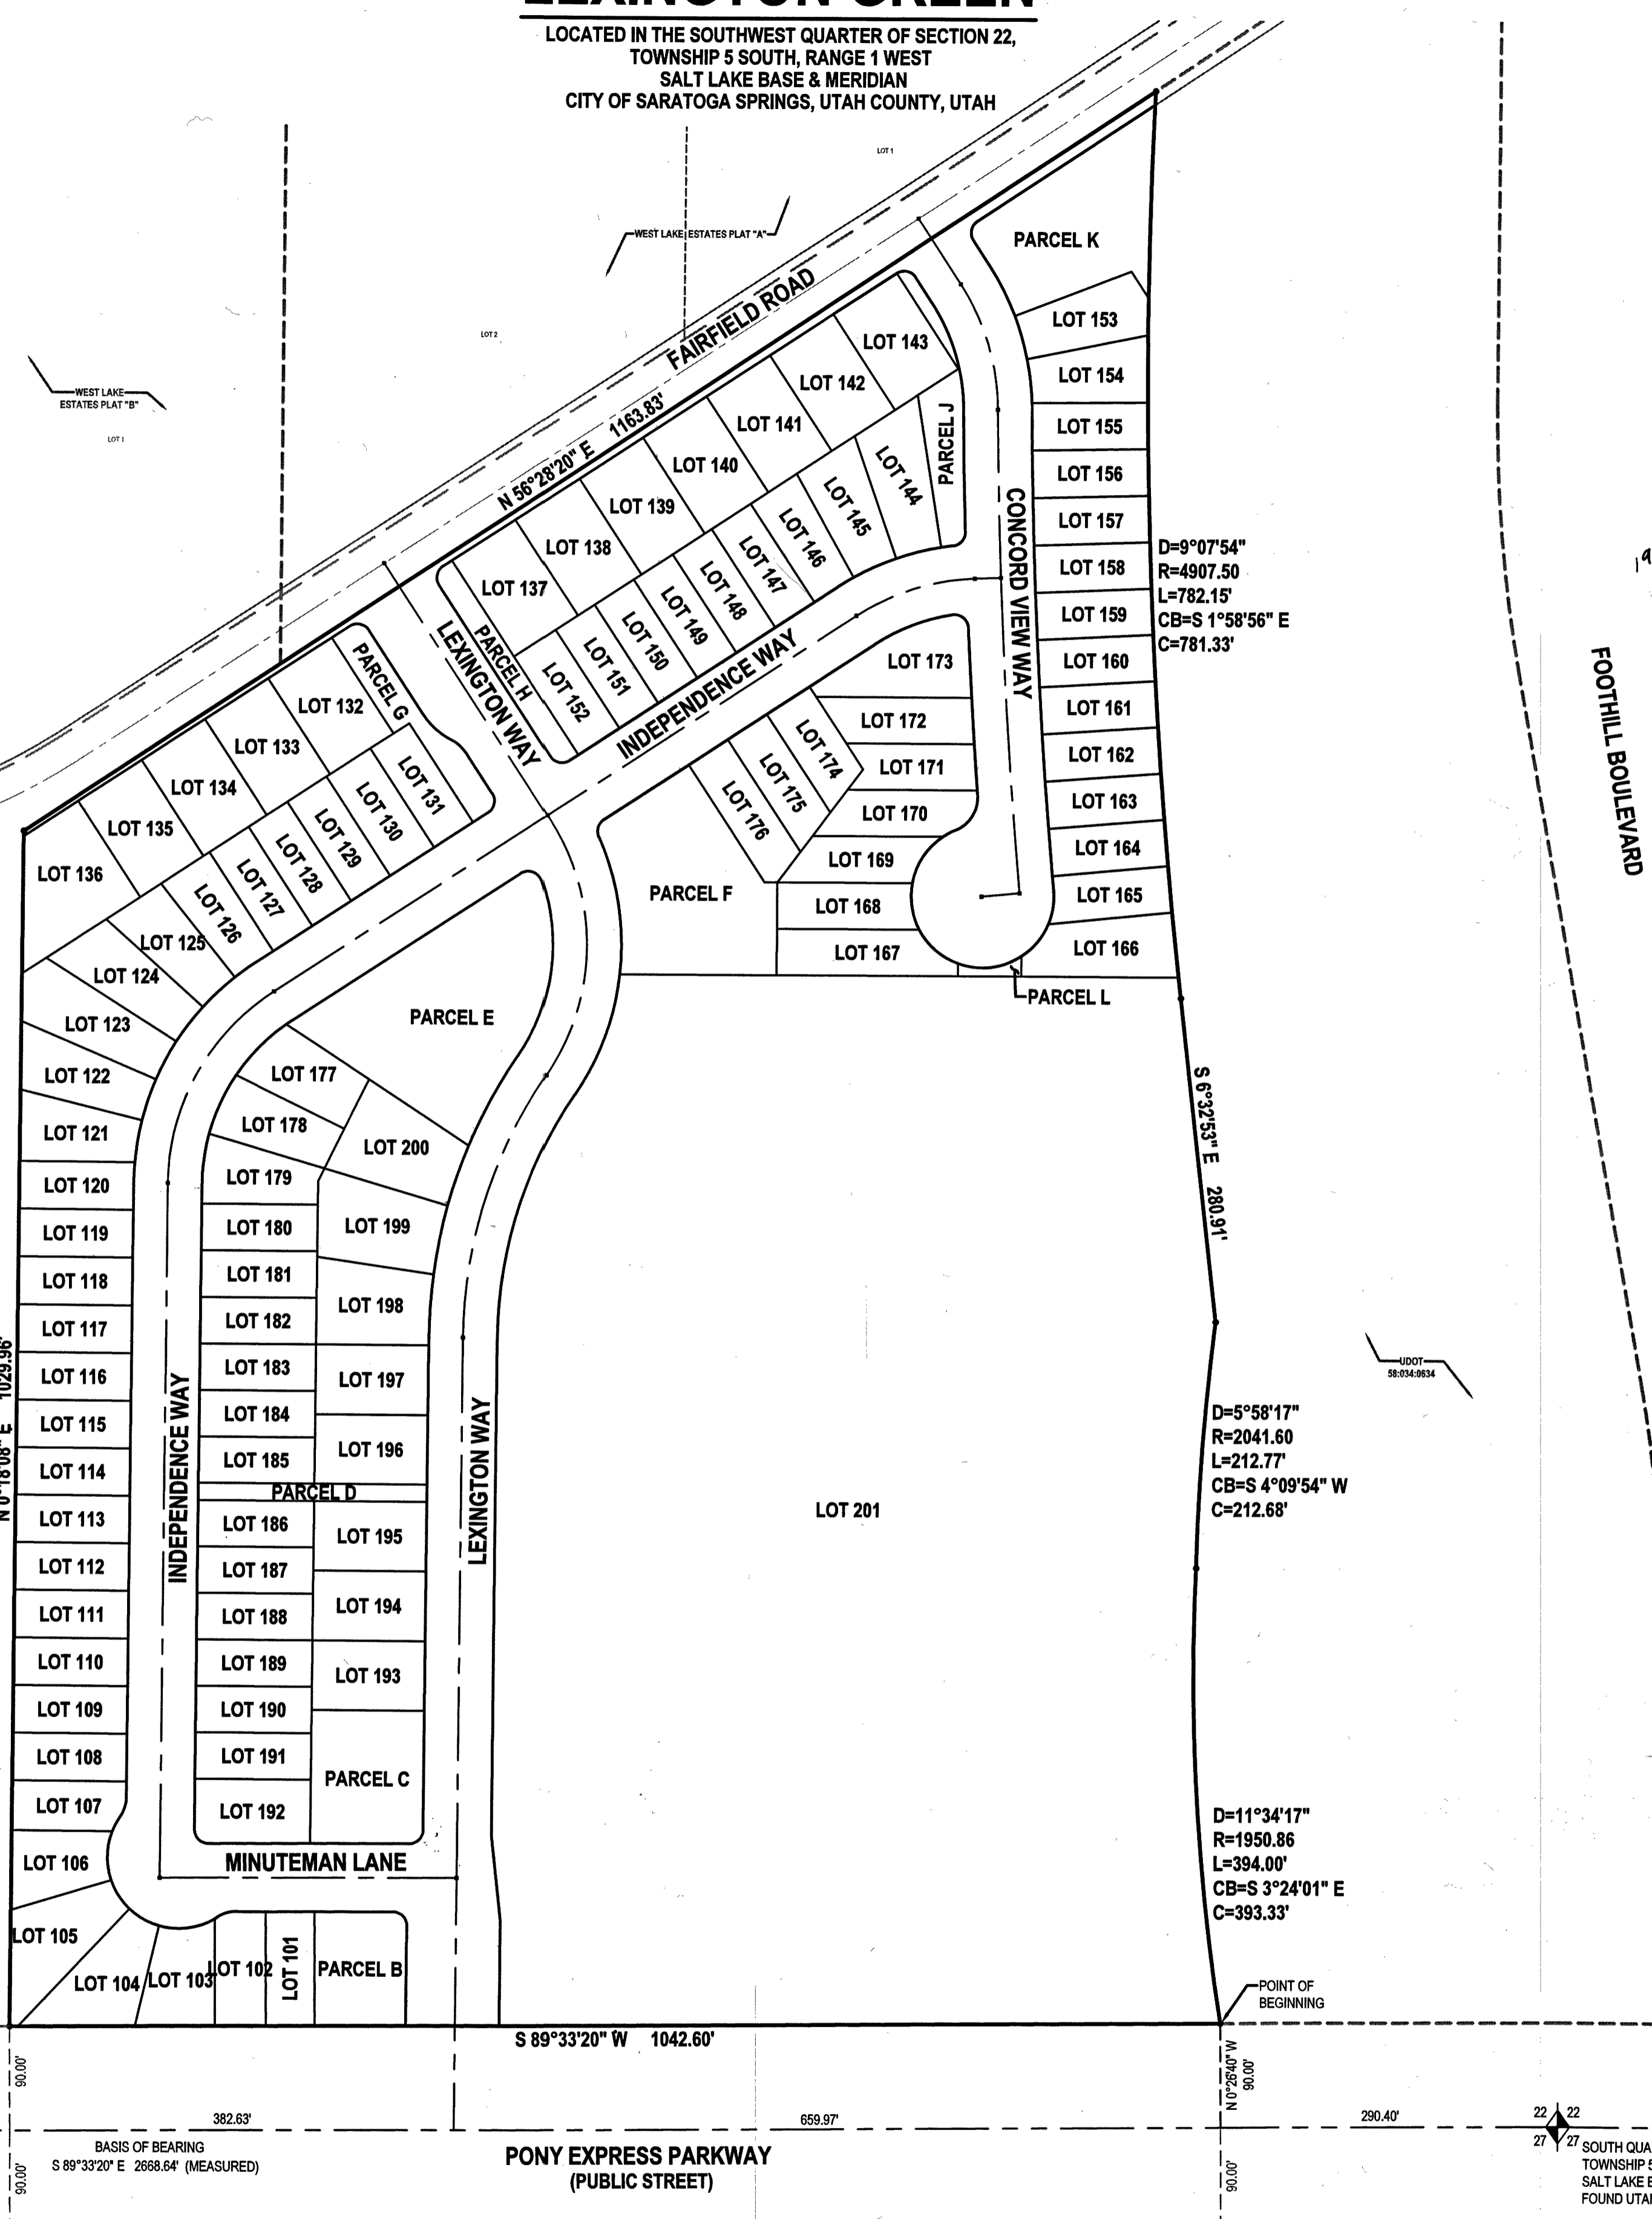 LEXINGTON GREEN
LOCATED IN THE SOUTHWEST QUARTER OF SECTION 22,
TOWNSHIP 5 SOUTH, RANGE 1 WEST
SALT LAKE BASE & MERIDIAN
CITY OF SARATOGA SPRINGS, UTAH COUNTY, UTAH
LOT 1
WEST LAKE ESTATES PLAT "A"
LOT 2
WEST LAKE
ESTATES PLAT "B"
LOT 1
FAIRFIELD ROAD
N 56°28'20" E 1163.83'
PARCEL K
LOT 153
LOT 154
LOT 155
LOT 156
LOT 157
LOT 158
LOT 159
LOT 160
LOT 161
LOT 162
LOT 163
LOT 164
LOT 165
LOT 166
PARCEL L
CONCORD VIEW WAY
D=9°07'54"
R=4907.50
L=782.15'
CB=S 1°58'56" E
C=781.33'
FOOTHILL BOULEVARD
LOT 143
LOT 142
LOT 141
LOT 140
LOT 139
LOT 138
LOT 137
PARCEL J
LOT 144
LOT 145
LOT 146
LOT 147
LOT 148
LOT 149
LOT 150
LOT 151
LOT 152
PARCEL H
LEXINGTON WAY
INDEPENDENCE WAY
PARCEL G
LOT 132
LOT 133
LOT 134
LOT 135
LOT 136
LOT 131
LOT 130
LOT 129
LOT 128
LOT 127
LOT 126
LOT 125
LOT 124
LOT 123
LOT 122
LOT 121
LOT 120
LOT 119
LOT 118
LOT 117
LOT 116
LOT 115
LOT 114
LOT 113
LOT 112
LOT 111
LOT 110
LOT 109
LOT 108
LOT 107
LOT 106
LOT 105
LOT 104
LOT 103
LOT 102
LOT 101
PARCEL B
N 0°18'08" E 1029.96'
LOT 173
LOT 172
LOT 171
LOT 170
LOT 169
LOT 168
LOT 167
LOT 174
LOT 175
LOT 176
PARCEL F
PARCEL E
LOT 177
LOT 178
LOT 200
LOT 179
LOT 199
LOT 180
LOT 181
LOT 198
LOT 182
LOT 183
LOT 197
LOT 184
LOT 196
LOT 185
PARCEL D
LOT 186
LOT 195
LOT 187
LOT 194
LOT 188
LOT 189
LOT 193
LOT 190
LOT 191
PARCEL C
LOT 192
INDEPENDENCE WAY
LEXINGTON WAY
MINUTEMAN LANE
LOT 201
S 6°32'53" E 280.91'
UDOT
58:034:0634
D=5°58'17"
R=2041.60
L=212.77'
CB=S 4°09'54" W
C=212.68'
D=11°34'17"
R=1950.86
L=394.00'
CB=S 3°24'01" E
C=393.33'
POINT OF
BEGINNING
S 89°33'20" W 1042.60'
90.00'
N 0°26'40" W
90.00'
382.63'
659.97'
290.40'
22 22
27 27
BASIS OF BEARING
S 89°33'20" E 2668.64' (MEASURED)
PONY EXPRESS PARKWAY
(PUBLIC STREET)
90.00'
90.00'
SOUTH QUA
TOWNSHIP 5
SALT LAKE B
FOUND UTA